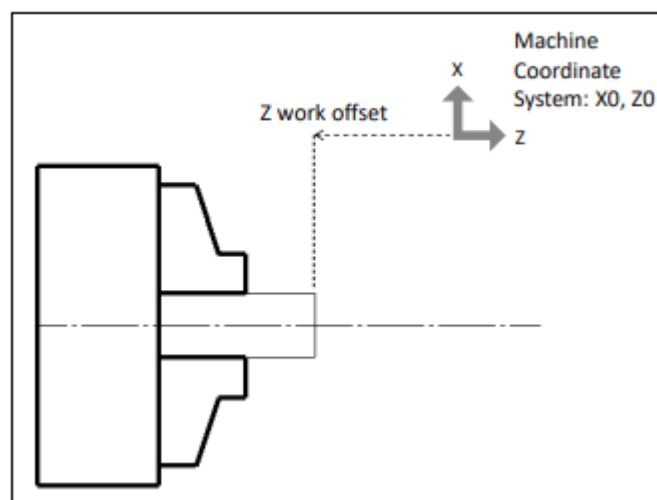 Machine
Coordinate
System: X0, Z0
X
Z work offset
Z